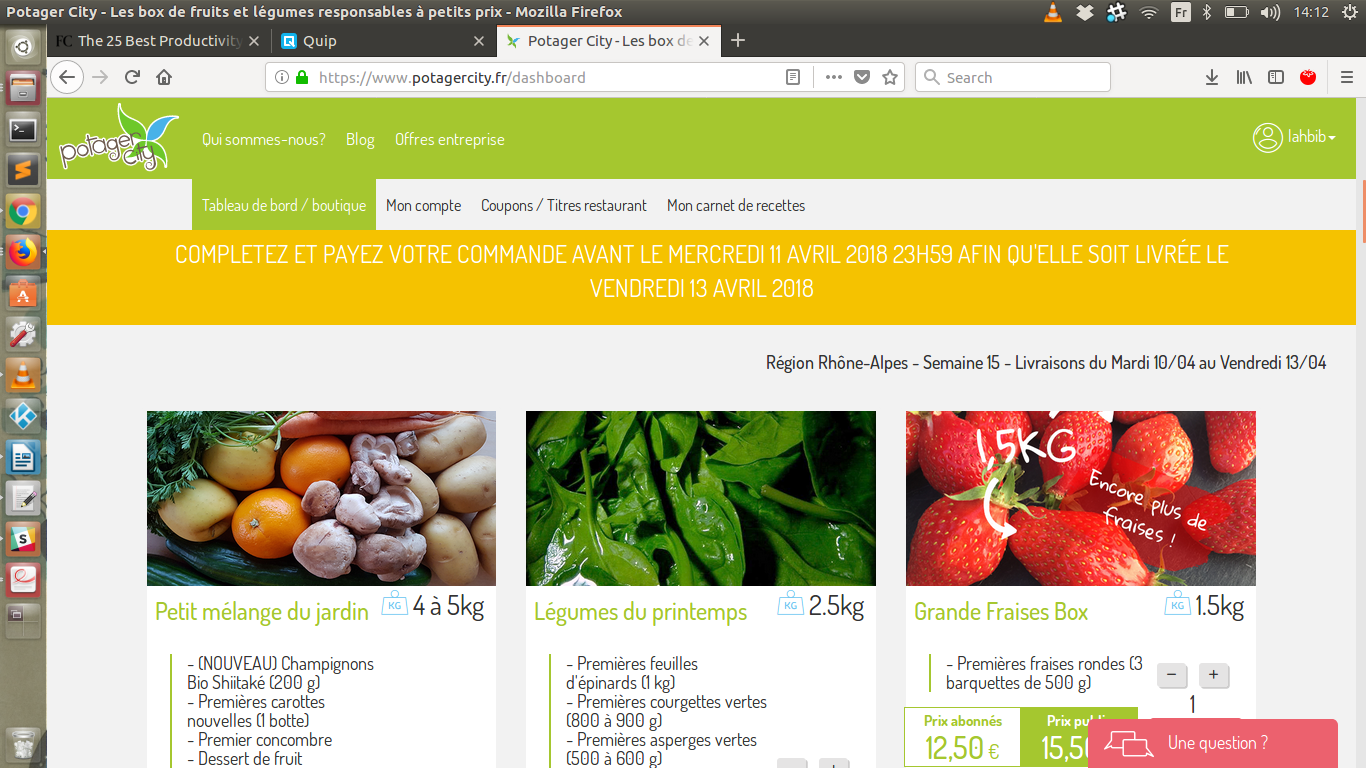 Potager City - Les box de fruits et légumes responsables à petits prix - Mozilla Firefox
Fr
14:12
FC The 25 Best Productivity
Quip
Potager City - Les box de
https://www.potagercity.fr/dashboard
Search
potager city
Qui sommes-nous?
Blog
Offres entreprise
lahbib
Tableau de bord / boutique
Mon compte
Coupons / Titres restaurant
Mon carnet de recettes
COMPLETEZ ET PAYEZ VOTRE COMMANDE AVANT LE MERCREDI 11 AVRIL 2018 23H59 AFIN QU'ELLE SOIT LIVRÉE LE
VENDREDI 13 AVRIL 2018
Région Rhône-Alpes - Semaine 15 - Livraisons du Mardi 10/04 au Vendredi 13/04
Petit mélange du jardin
KG 4 à 5kg
- (NOUVEAU) Champignons
Bio Shiitaké (200 g)
- Premières carottes
nouvelles (1 botte)
- Premier concombre
- Dessert de fruit
Légumes du printemps
KG 2.5kg
- Premières feuilles
d'épinards (1 kg)
- Premières courgettes vertes
(800 à 900 g)
- Premières asperges vertes
(500 à 600 g)
+
1,5KG
Encore plus de
fraises !
Grande Fraises Box
KG 1.5kg
- Premières fraises rondes (3
barquettes de 500 g)
− +
1
Prix abonnés
12,50 €
Prix publi
15,50
Une question ?